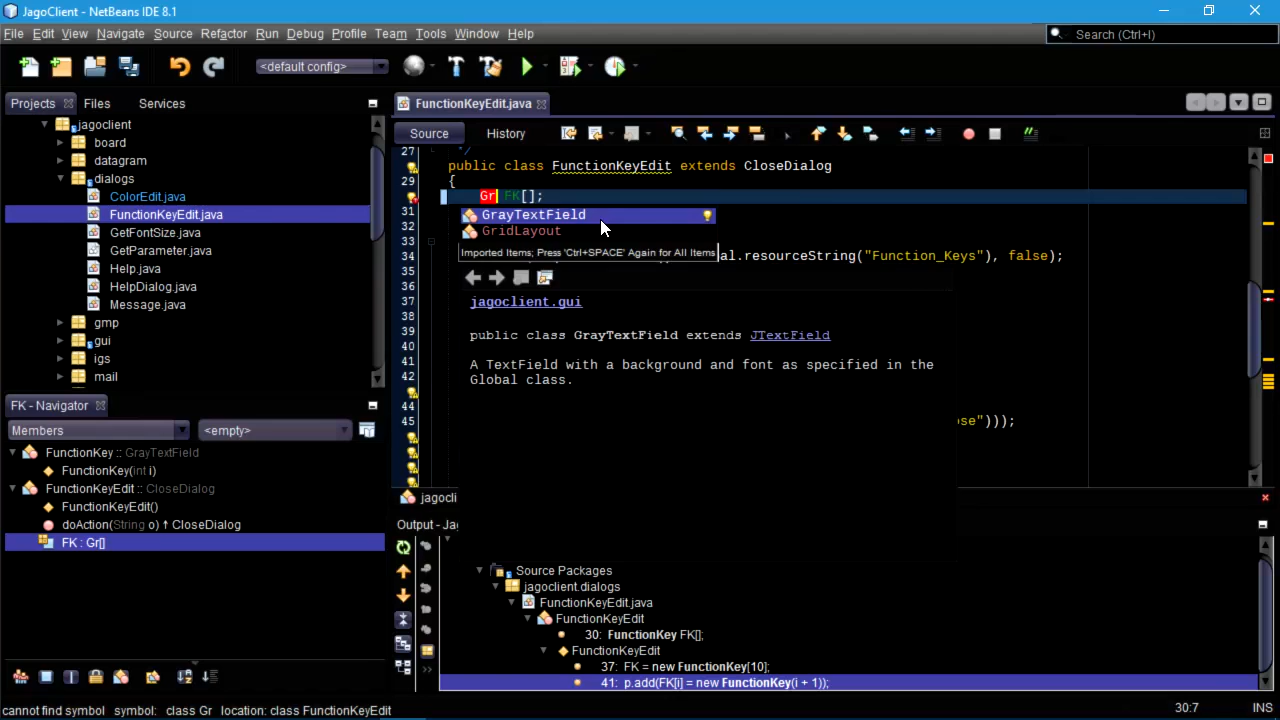 JagoClient - NetBeans IDE 8.1
File Edit View Navigate Source Refactor Run Debug Profile Team Tools Window Help
Search (Ctrl+I)
<default config>
Projects Files Services
FunctionKeyEdit.java
Source History
jagoclient
board
datagram
dialogs
ColorEdit.java
FunctionKeyEdit.java
GetFontSize.java
GetParameter.java
Help.java
HelpDialog.java
Message.java
gmp
gui
igs
mail
27 */
public class FunctionKeyEdit extends CloseDialog
29 {
Gr FK[];
31
32
33
34 al.resourceString("Function_Keys"), false);
35
36
37
38
39
40
41
42
44
45 ose")));
GrayTextField
GridLayout
Imported Items; Press 'Ctrl+SPACE' Again for All Items
jagoclient.gui
public class GrayTextField extends JTextField
A TextField with a background and font as specified in the
Global class.
FK - Navigator
Members
<empty>
FunctionKey :: GrayTextField
FunctionKey(int i)
FunctionKeyEdit :: CloseDialog
FunctionKeyEdit()
doAction(String o) ↑ CloseDialog
FK : Gr[]
jagocli
Output - Ja
Source Packages
jagoclient.dialogs
FunctionKeyEdit.java
FunctionKeyEdit
30: FunctionKey FK[];
FunctionKeyEdit
37: FK = new FunctionKey[10];
41: p.add(FK[i] = new FunctionKey(i + 1));
cannot find symbol symbol: class Gr location: class FunctionKeyEdit
30:7 INS